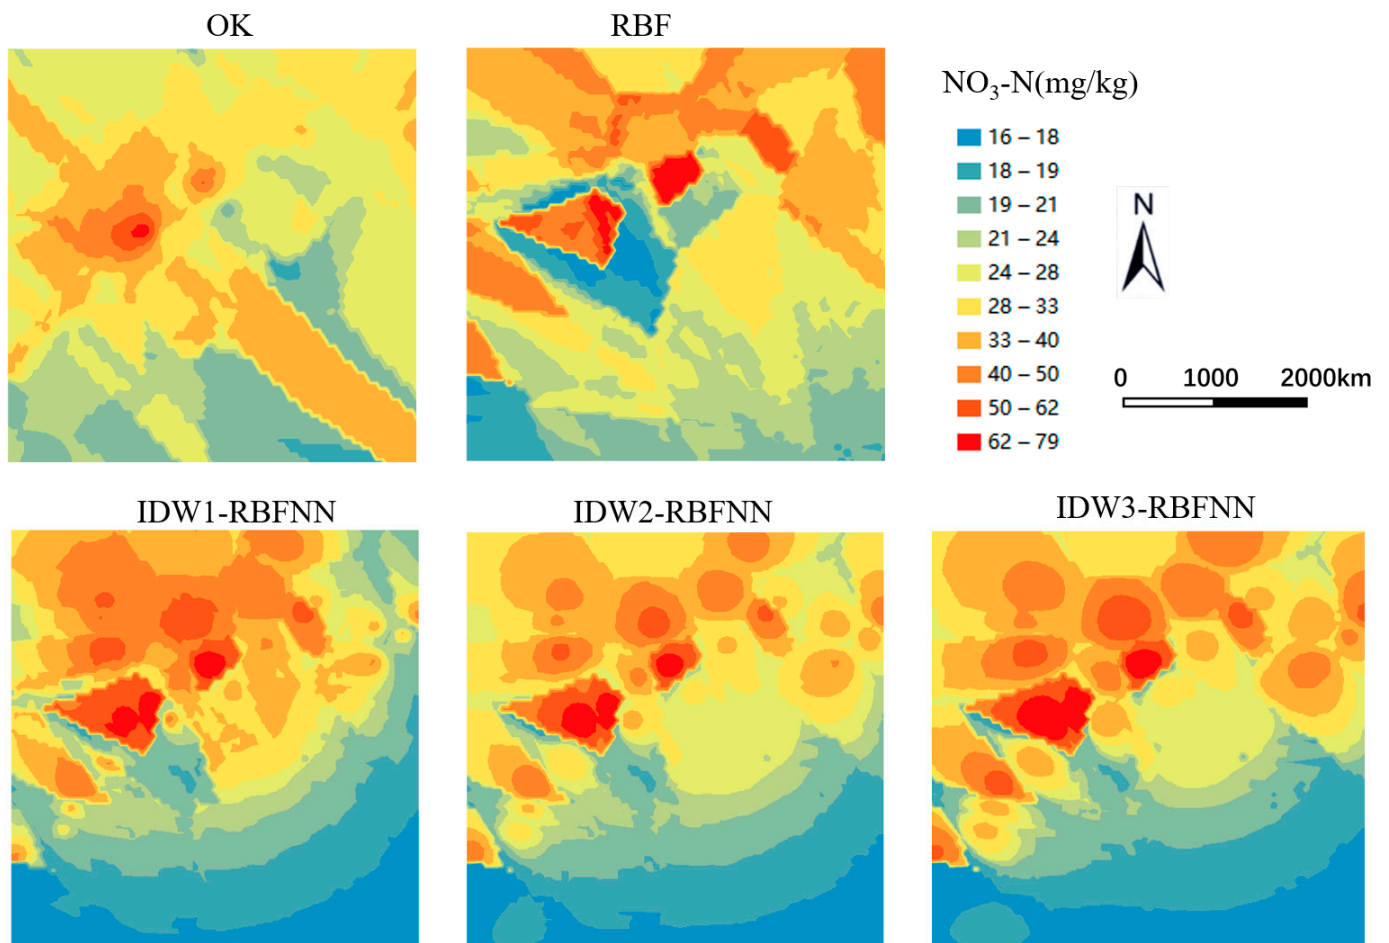 OK
RBF
NO₃-N(mg/kg)
16 – 18
18 – 19
19 – 21
21 – 24
24 – 28
28 – 33
33 – 40
40 – 50
50 – 62
62 – 79
N
0 1000 2000km
IDW1-RBFNN
IDW2-RBFNN
IDW3-RBFNN